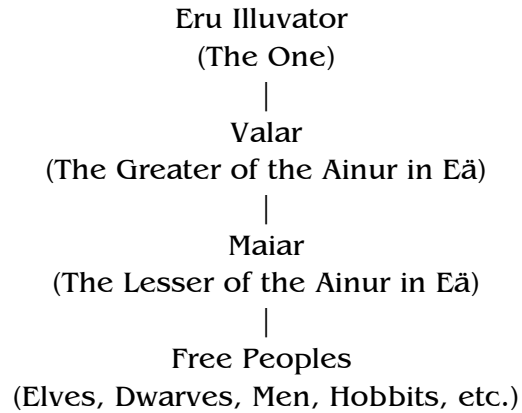 Eru Illuvator
(The One)
Valar
(The Greater of the Ainur in Eä)
Maiar
(The Lesser of the Ainur in Eä)
Free Peoples
(Elves, Dwarves, Men, Hobbits, etc.)